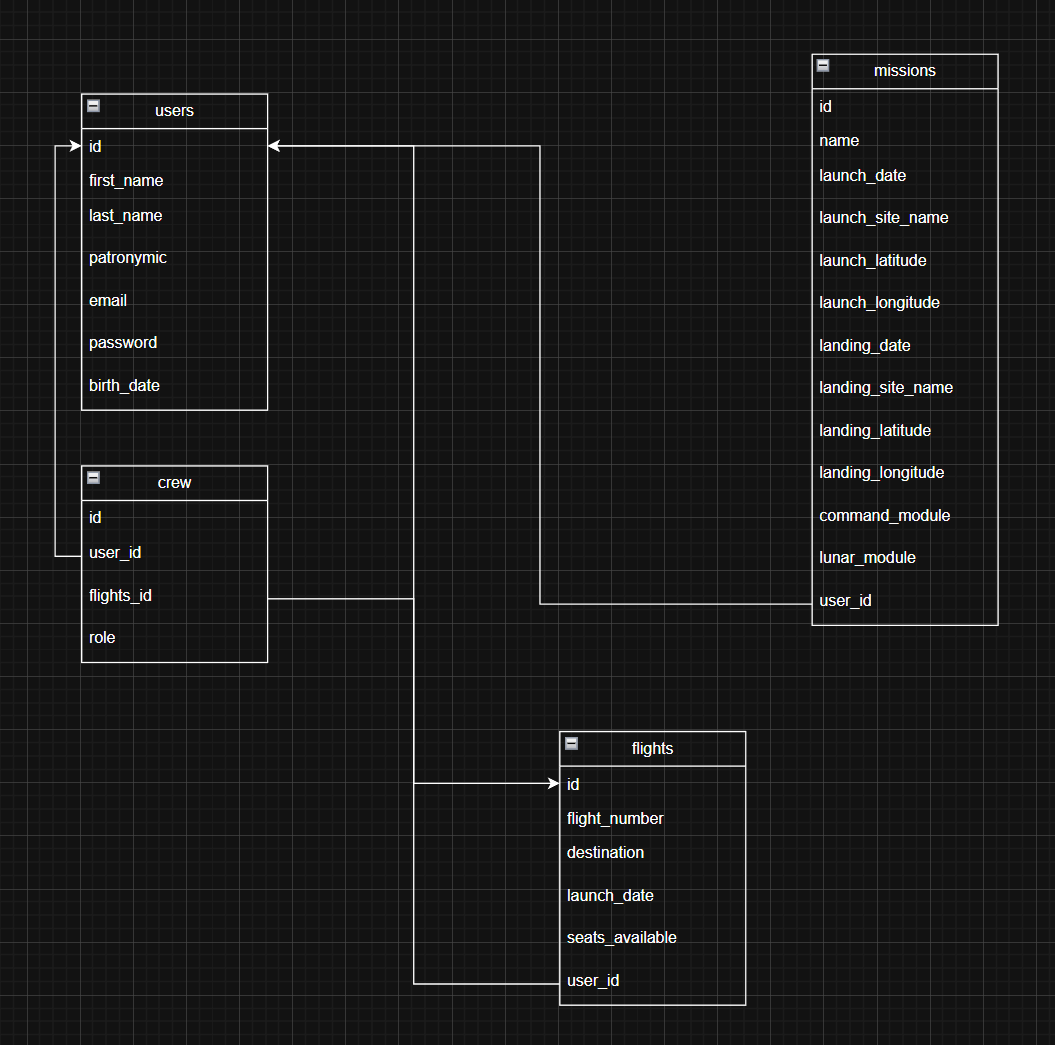 users
id
first_name
last_name
patronymic
email
password
birth_date
crew
id
user_id
flights_id
role
missions
id
name
launch_date
launch_site_name
launch_latitude
launch_longitude
landing_date
landing_site_name
landing_latitude
landing_longitude
command_module
lunar_module
user_id
flights
id
flight_number
destination
launch_date
seats_available
user_id